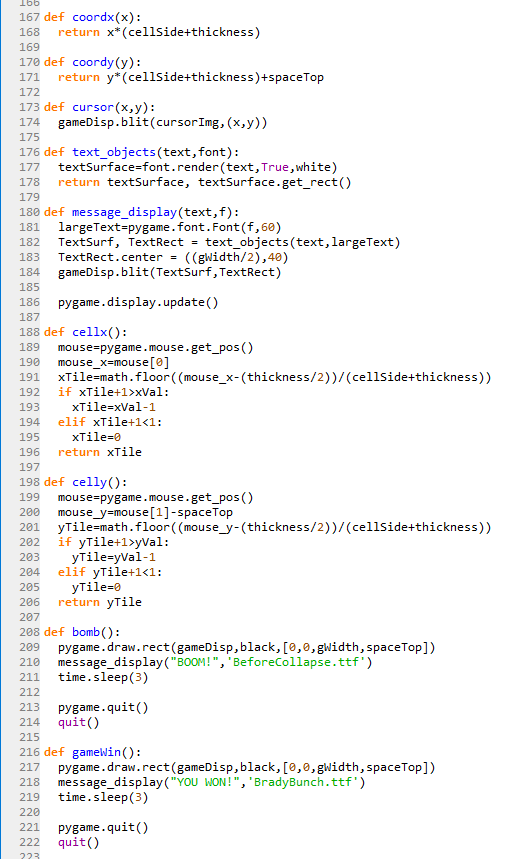 166
167 def coordx(x):
168   return x*(cellSide+thickness)
169
170 def coordy(y):
171   return y*(cellSide+thickness)+spaceTop
172
173 def cursor(x,y):
174   gameDisp.blit(cursorImg,(x,y))
175
176 def text_objects(text,font):
177   textSurface=font.render(text,True,white)
178   return textSurface, textSurface.get_rect()
179
180 def message_display(text,f):
181   largeText=pygame.font.Font(f,60)
182   TextSurf, TextRect = text_objects(text,largeText)
183   TextRect.center = ((gWidth/2),40)
184   gameDisp.blit(TextSurf,TextRect)
185
186   pygame.display.update()
187
188 def cellx():
189   mouse=pygame.mouse.get_pos()
190   mouse_x=mouse[0]
191   xTile=math.floor((mouse_x-(thickness/2))/(cellSide+thickness))
192   if xTile+1>xVal:
193     xTile=xVal-1
194   elif xTile+1<1:
195     xTile=0
196   return xTile
197
198 def celly():
199   mouse=pygame.mouse.get_pos()
200   mouse_y=mouse[1]-spaceTop
201   yTile=math.floor((mouse_y-(thickness/2))/(cellSide+thickness))
202   if yTile+1>yVal:
203     yTile=yVal-1
204   elif yTile+1<1:
205     yTile=0
206   return yTile
207
208 def bomb():
209   pygame.draw.rect(gameDisp,black,[0,0,gWidth,spaceTop])
210   message_display("BOOM!",'BeforeCollapse.ttf')
211   time.sleep(3)
212
213   pygame.quit()
214   quit()
215
216 def gameWin():
217   pygame.draw.rect(gameDisp,black,[0,0,gWidth,spaceTop])
218   message_display("YOU WON!",'BradyBunch.ttf')
219   time.sleep(3)
220
221   pygame.quit()
222   quit()
223